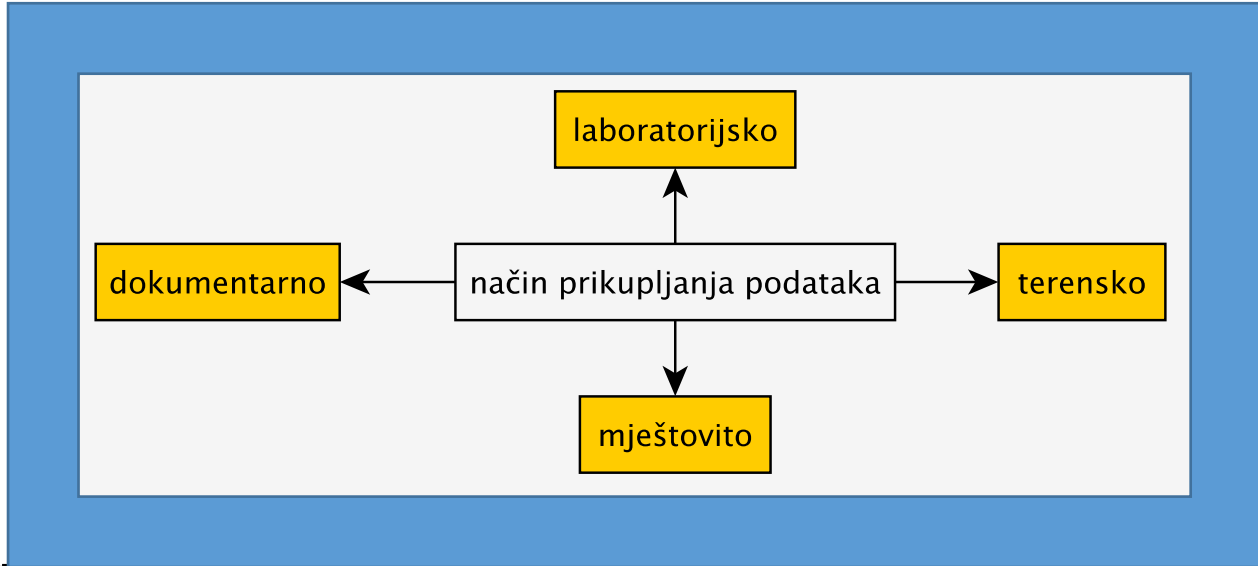 laboratorijsko
dokumentarno
način prikupljanja podataka
terensko
mještovito